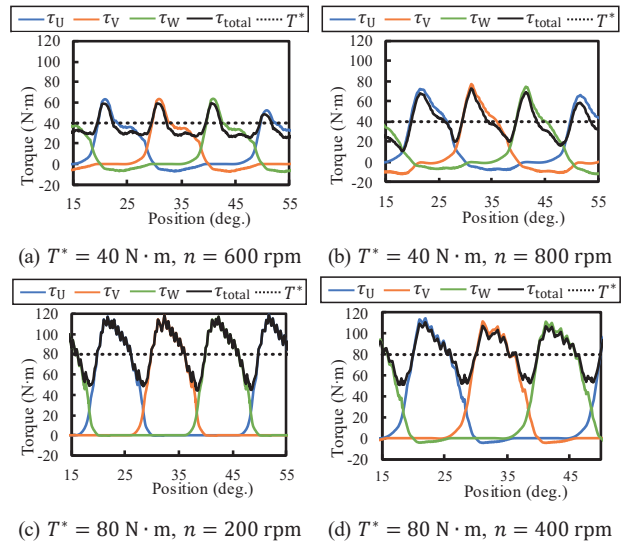 τU τV τW τtotal T*
τU τV τW τtotal T*
120
100
80
60
40
20
0
-20
Torque (N·m)
15 25 35 45 55
Position (deg.)
120
100
80
60
40
20
0
-20
Torque (N·m)
15 25 35 45 55
Position (deg.)
(a) T* = 40 N · m, n = 600 rpm
(b) T* = 40 N · m, n = 800 rpm
τU τV τW τtotal T*
τU τV τW τtotal T*
120
100
80
60
40
20
0
-20
Torque (N·m)
15 25 35 45 55
Position (deg.)
120
100
80
60
40
20
0
-20
Torque (N·m)
15 25 35 45
Position (deg.)
(c) T* = 80 N · m, n = 200 rpm
(d) T* = 80 N · m, n = 400 rpm